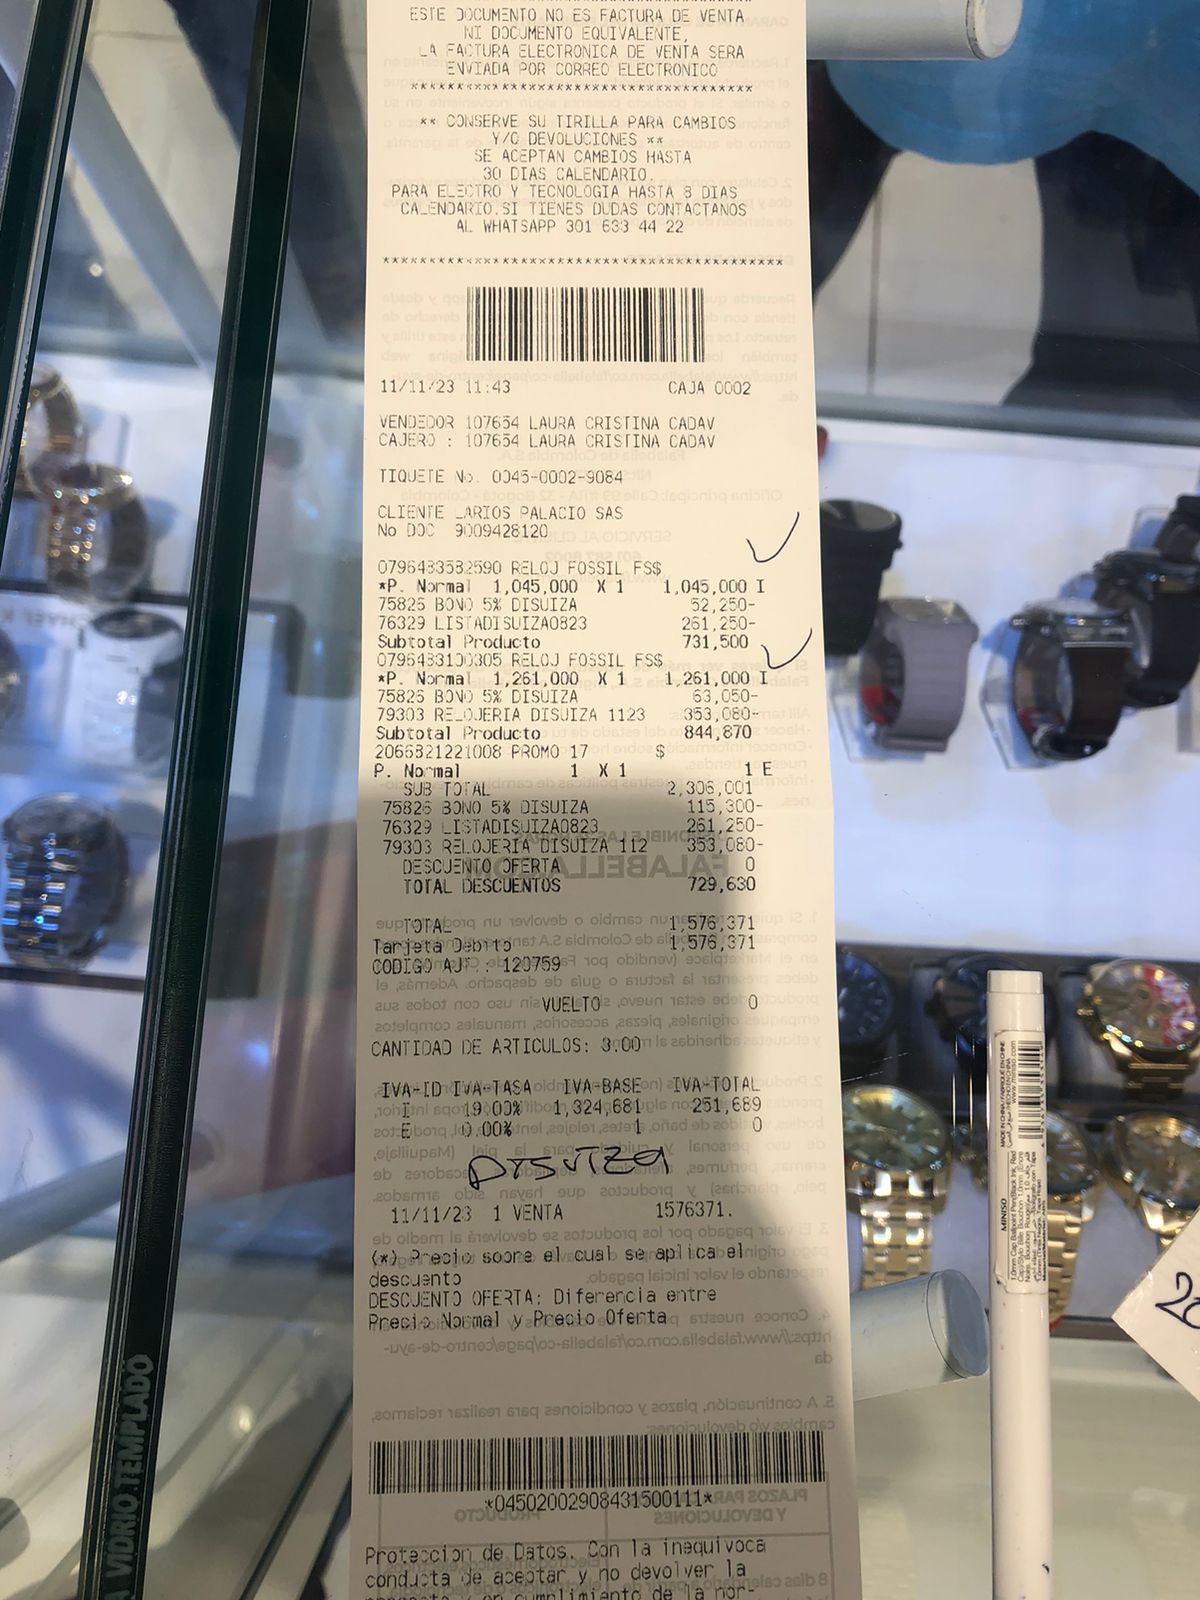 ESTE DOCUMENTO NO ES FACTURA DE VENTA
NI DOCUMENTO EQUIVALENTE,
LA FACTURA ELECTRONICA DE VENTA SERA
ENVIADA POR CORREO ELECTRONICO
*******************************************
** CONSERVE SU TIRILLA PARA CAMBIOS
Y/O DEVOLUCIONES **
SE ACEPTAN CAMBIOS HASTA
30 DIAS CALENDARIO.
PARA ELECTRO Y TECNOLOGIA HASTA 8 DIAS
CALENDARIO.SI TIENES DUDAS CONTACTANOS
AL WHATSAPP 301 633 44 22
*******************************************
11/11/23 11:43 CAJA 0002
VENDEDOR 107654 LAURA CRISTINA CADAV
CAJERO : 107654 LAURA CRISTINA CADAV
TIQUETE No. 0045-0002-9084
CLIENTE LARIOS PALACIO SAS
No DOC 9009428120
0796483582590 RELOJ FOSSIL FS$
*P. Normal 1,045,000 X 1 1,045,000 I
75826 BONO 5% DISUIZA 52,250-
76329 LISTADISUIZA0823 261,250-
Subtotal Producto 731,500
0796483100305 RELOJ FOSSIL FS$
*P. Normal 1,261,000 X 1 1,261,000 I
75826 BONO 5% DISUIZA 63,050-
79303 RELOJERIA DISUIZA 1123 353,080-
Subtotal Producto 844,870
2066821221008 PROMO 17 $
P. Normal 1 X 1 1 E
SUB TOTAL 2,306,001
75826 BONO 5% DISUIZA 115,300-
76329 LISTADISUIZA0823 261,250-
79303 RELOJERIA DISUIZA 112 353,080-
DESCUENTO OFERTA 0
TOTAL DESCUENTOS 729,630
TOTAL 1,576,371
Tarjeta Debito 1,576,371
CODIGO AUT : 120759
VUELTO 0
CANTIDAD DE ARTICULOS: 3.00
IVA-ID IVA-TASA IVA-BASE IVA-TOTAL
I 19.00% 1,324,681 251,689
E 0.00% 1 0
DISUIZA
11/11/23 1 VENTA 1576371.
(*) Precio sobre el cual se aplica el
descuento
DESCUENTO OFERTA: Diferencia entre
Precio Normal y Precio Oferta
*04502002908431500111*
Proteccion de Datos. Con la inequivoca
conducta de aceptar y no devolver la
A VIDRIO TEMPLADO
MINISO